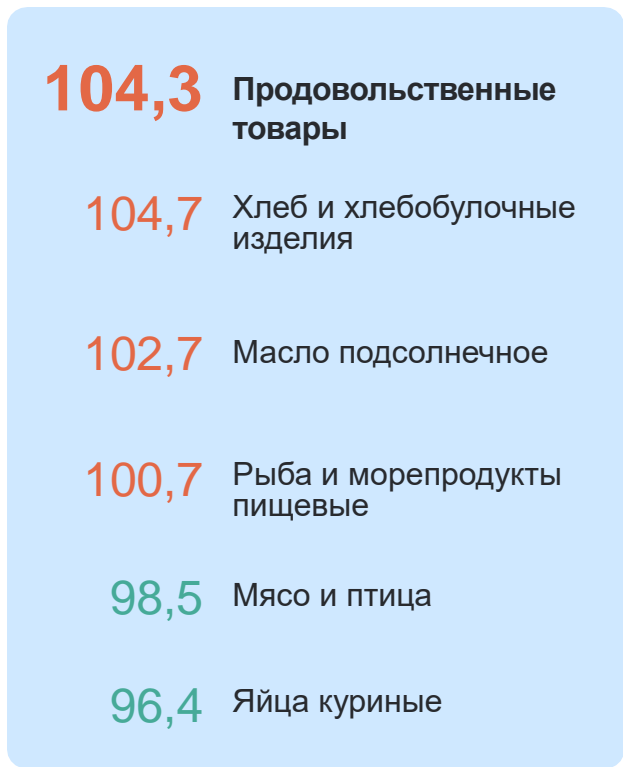 104,3 Продовольственные
товары
104,7 Хлеб и хлебобулочные
изделия
102,7 Масло подсолнечное
100,7 Рыба и морепродукты
пищевые
98,5 Мясо и птица
96,4 Яйца куриные